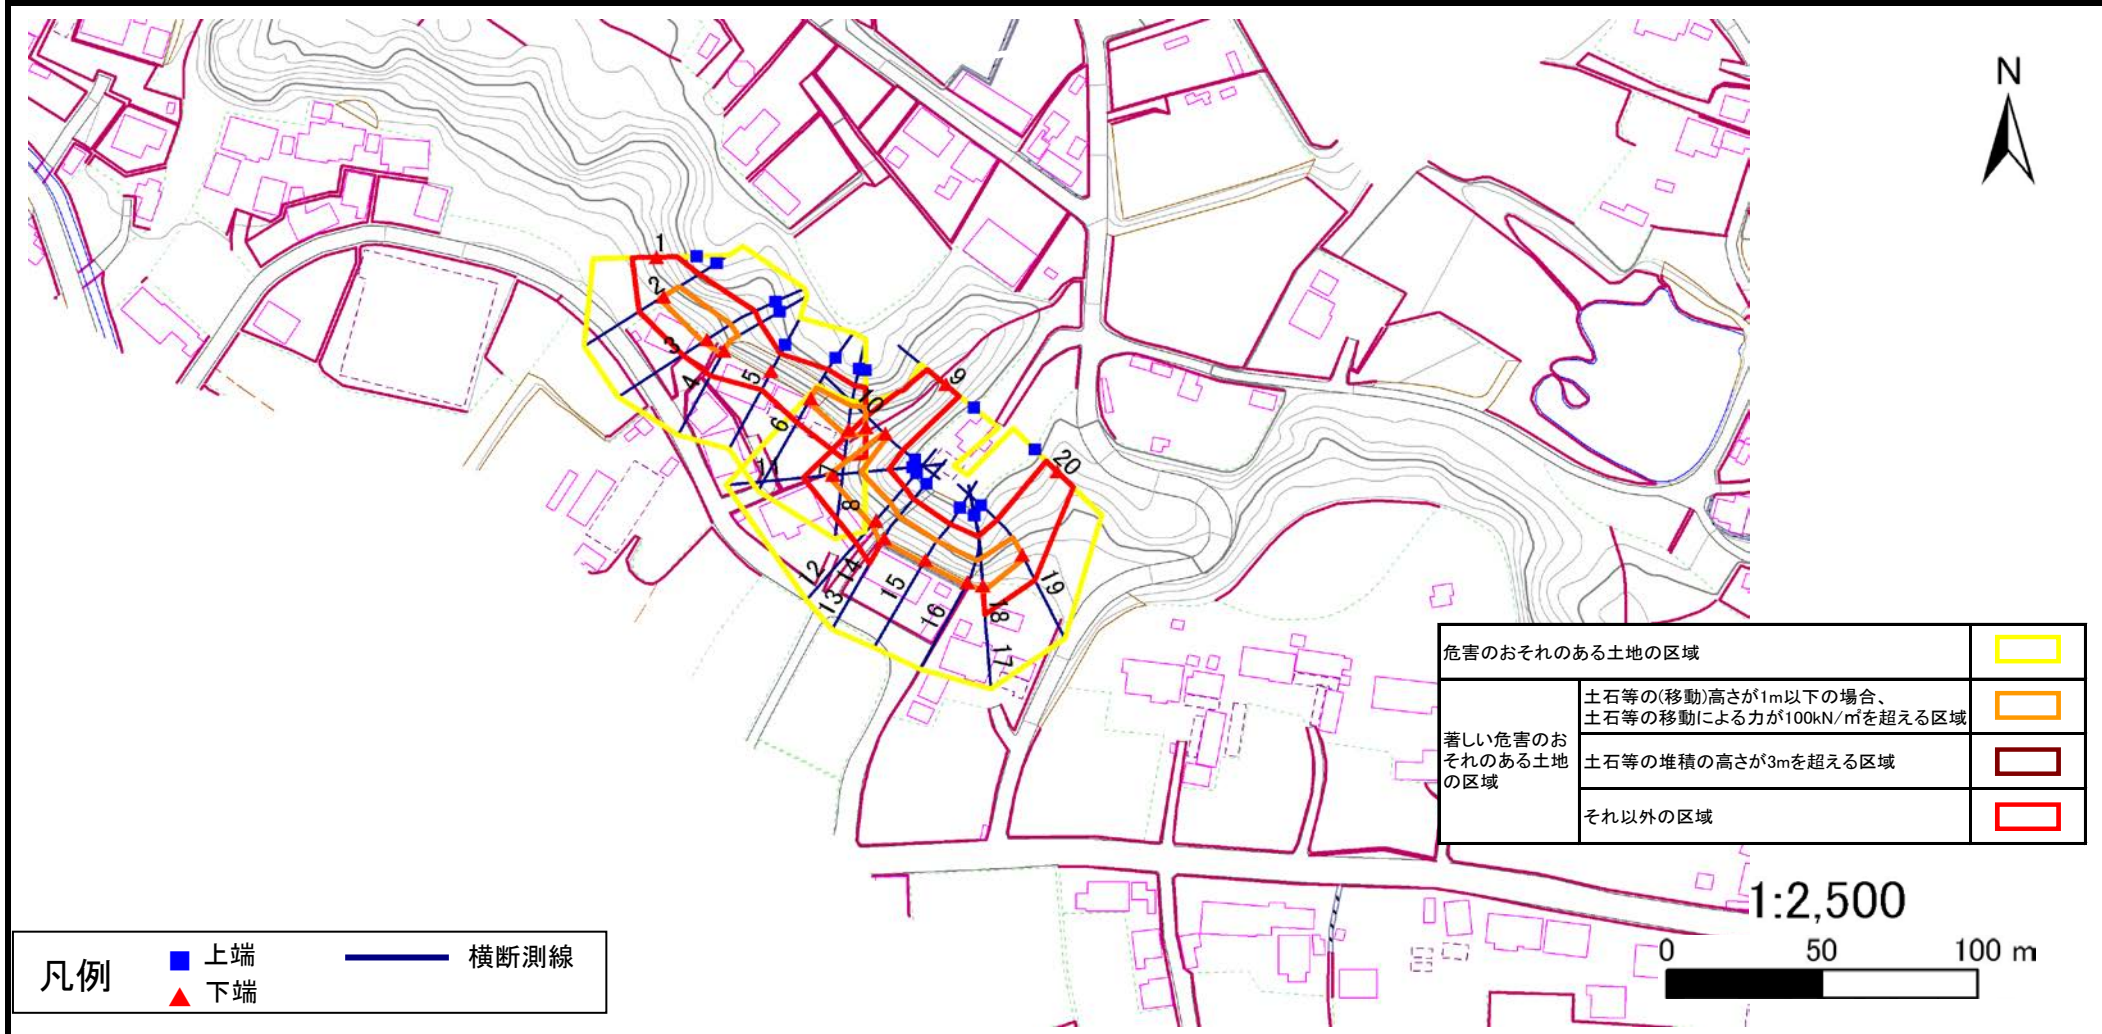 N
1
2
3
4
5
6
7
8
9
10
11
12
13
14
15
16
17
18
19
20
危害のおそれのある土地の区域
著しい危害のお
それのある土地
の区域
土石等の(移動)高さが1m以下の場合、
土石等の移動による力が100kN/㎡を超える区域
土石等の堆積の高さが3mを超える区域
それ以外の区域
1:2,500
0 50 100 m
凡例
上端
下端
横断測線